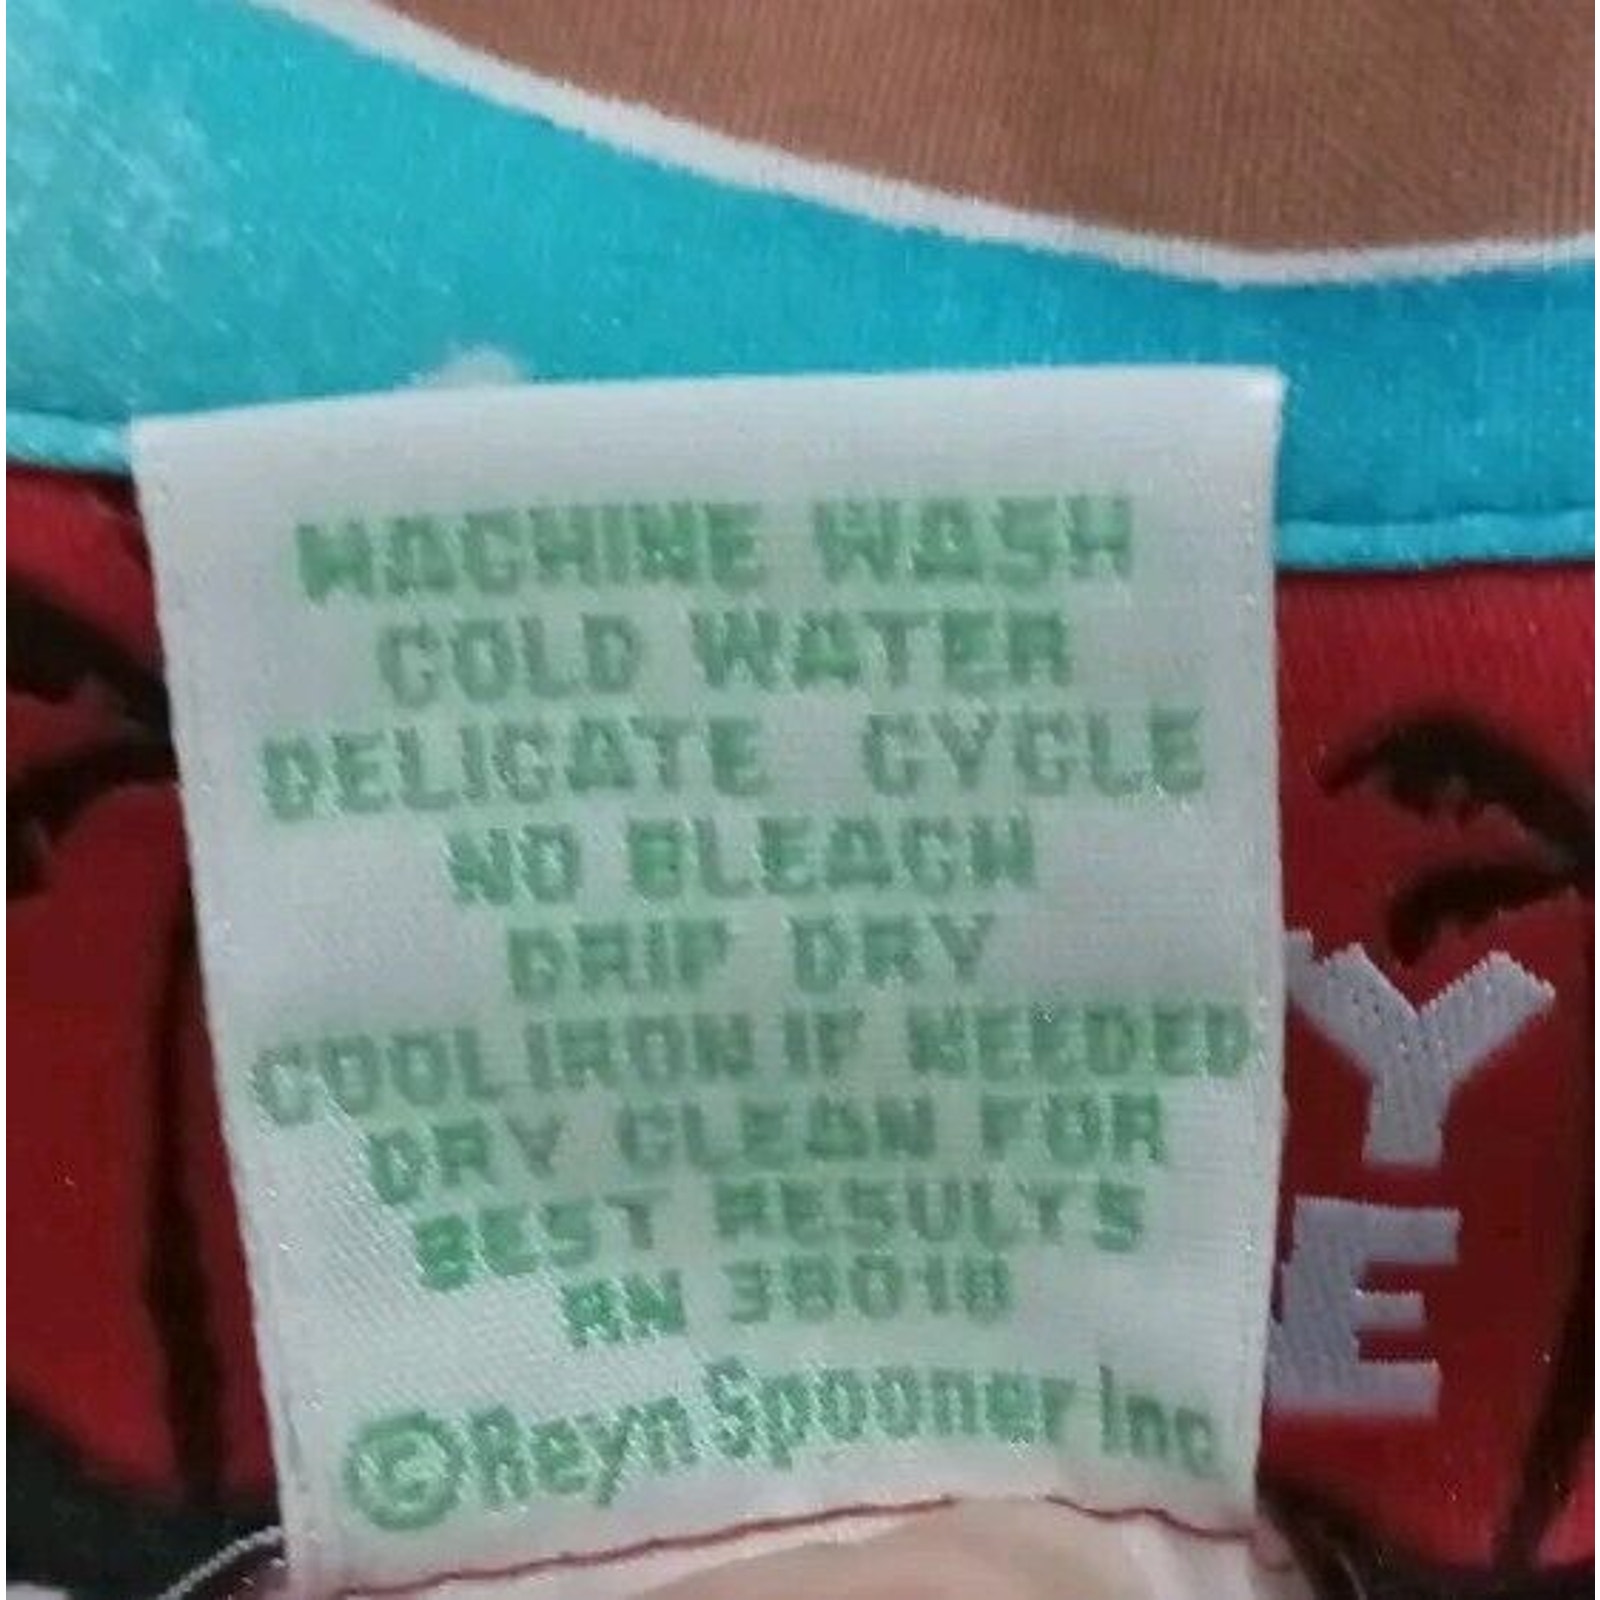 MACHINE WASH
COLD WATER
DELICATE CYCLE
NO BLEACH
DRIP DRY
COOL IRON IF NEEDED
DRY CLEAN FOR
BEST RESULTS
RN 38018
©Reyn Spooner Inc
Y
E